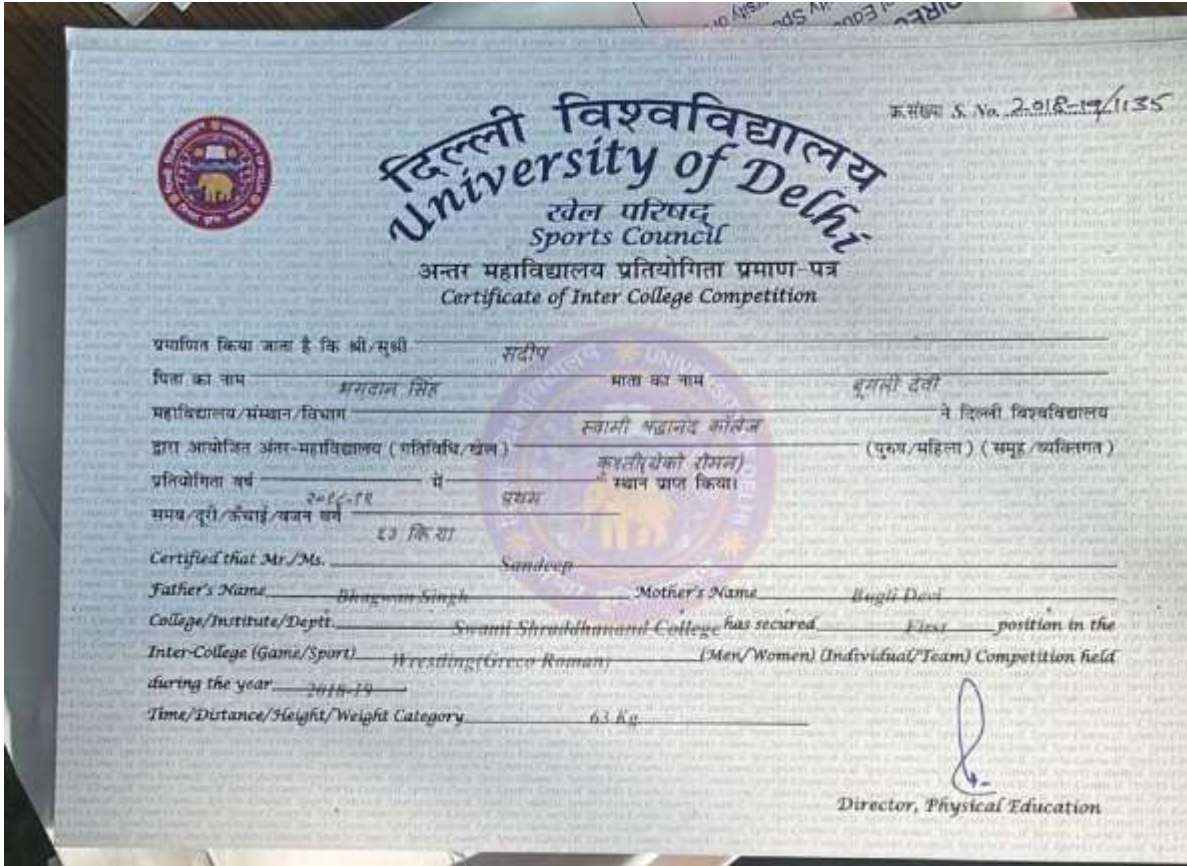 क्र.संख्या S. No. 2018-19/1135
दिल्ली विश्वविद्यालय
University of Delhi
खेल परिषद्
Sports Council
अन्तर महाविद्यालय प्रतियोगिता प्रमाण-पत्र
Certificate of Inter College Competition
प्रमाणित किया जाता है कि श्री/सुश्री संदीप
पिता का नाम भगवान सिंह माता का नाम बुगली देवी
महाविद्यालय/संस्थान/विभाग स्वामी श्रद्धानंद कॉलेज ने दिल्ली विश्वविद्यालय
द्वारा आयोजित अंतर-महाविद्यालय (गतिविधि/खेल) कुश्ती(ग्रेको रोमन) (पुरुष/महिला) (समूह/व्यक्तिगत)
प्रतियोगिता वर्ष २०१८-१९ में प्रथम स्थान प्राप्त किया।
समय/दूरी/ऊँचाई/वजन वर्ग ६३ कि.ग्रा
Certified that Mr./Ms. Sandeep
Father's Name Bhagwan Singh Mother's Name Bugli Devi
College/Institute/Deptt. Swami Shraddhanand College has secured First position in the
Inter-College (Game/Sport) Wrestling(Greco Roman) (Men/Women) (Individual/Team) Competition held
during the year 2018-19
Time/Distance/Height/Weight Category 63 Kg
Director, Physical Education